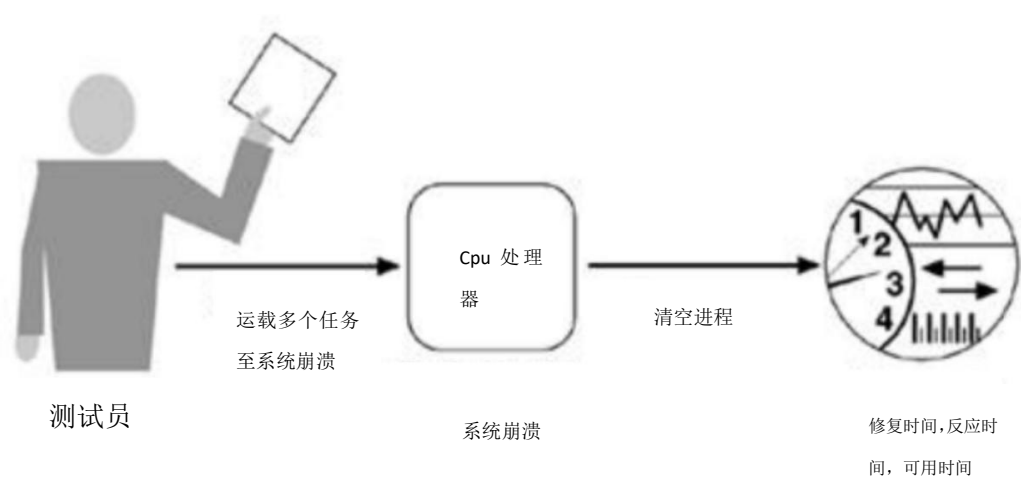 Cpu 处理
器
运载多个任务
至系统崩溃
清空进程
1
2
3
4
测试员
系统崩溃
修复时间,反应时
间，可用时间